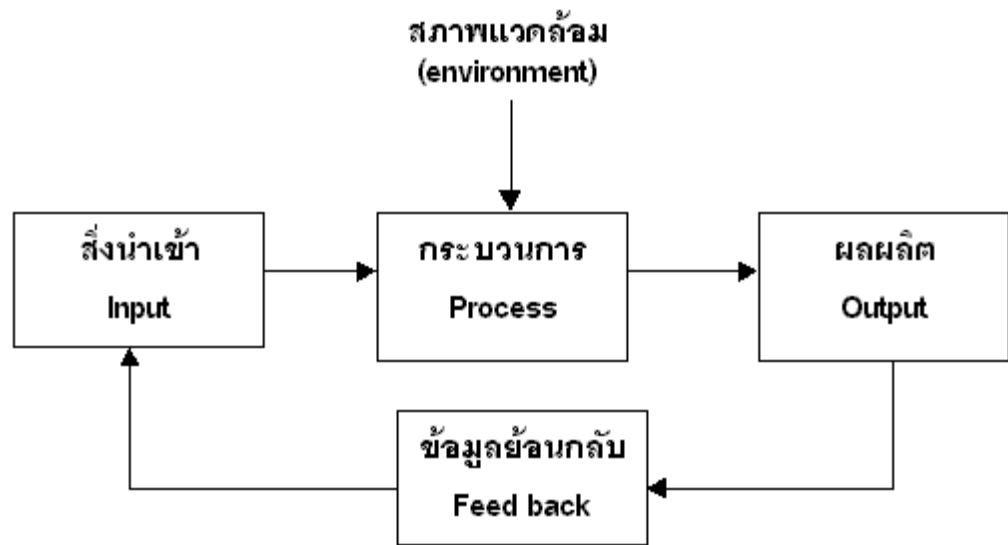 สภาพแวดล้อม
(environment)
สิ่งนำเข้า
Input
กระบวนการ
Process
ผลผลิต
Output
ข้อมูลย้อนกลับ
Feed back